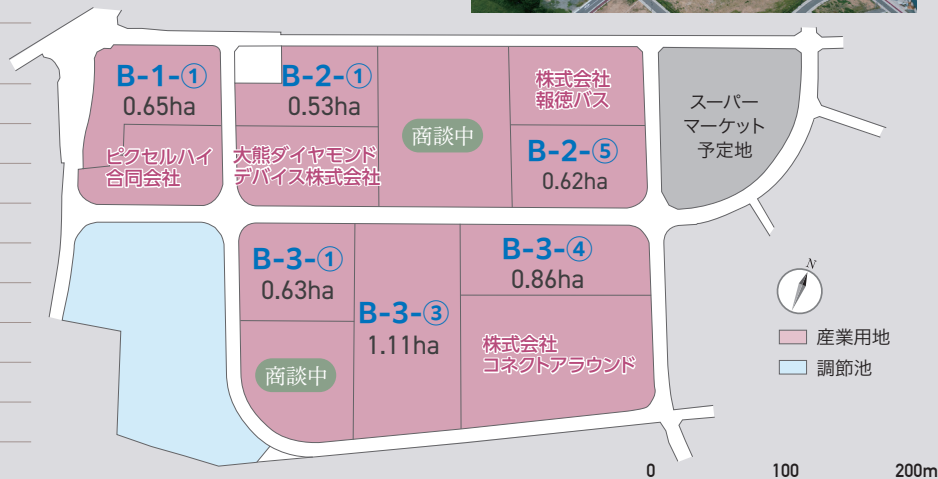 B-1-①
0.65ha
ピクセルハイ
合同会社
B-2-①
0.53ha
大熊ダイヤモンド
デバイス株式会社
商談中
株式会社
報徳バス
B-2-⑤
0.62ha
スーパー
マーケット
予定地
B-3-①
0.63ha
商談中
B-3-③
1.11ha
B-3-④
0.86ha
株式会社
コネクトアラウンド
N
産業用地
調節池
0 100 200m